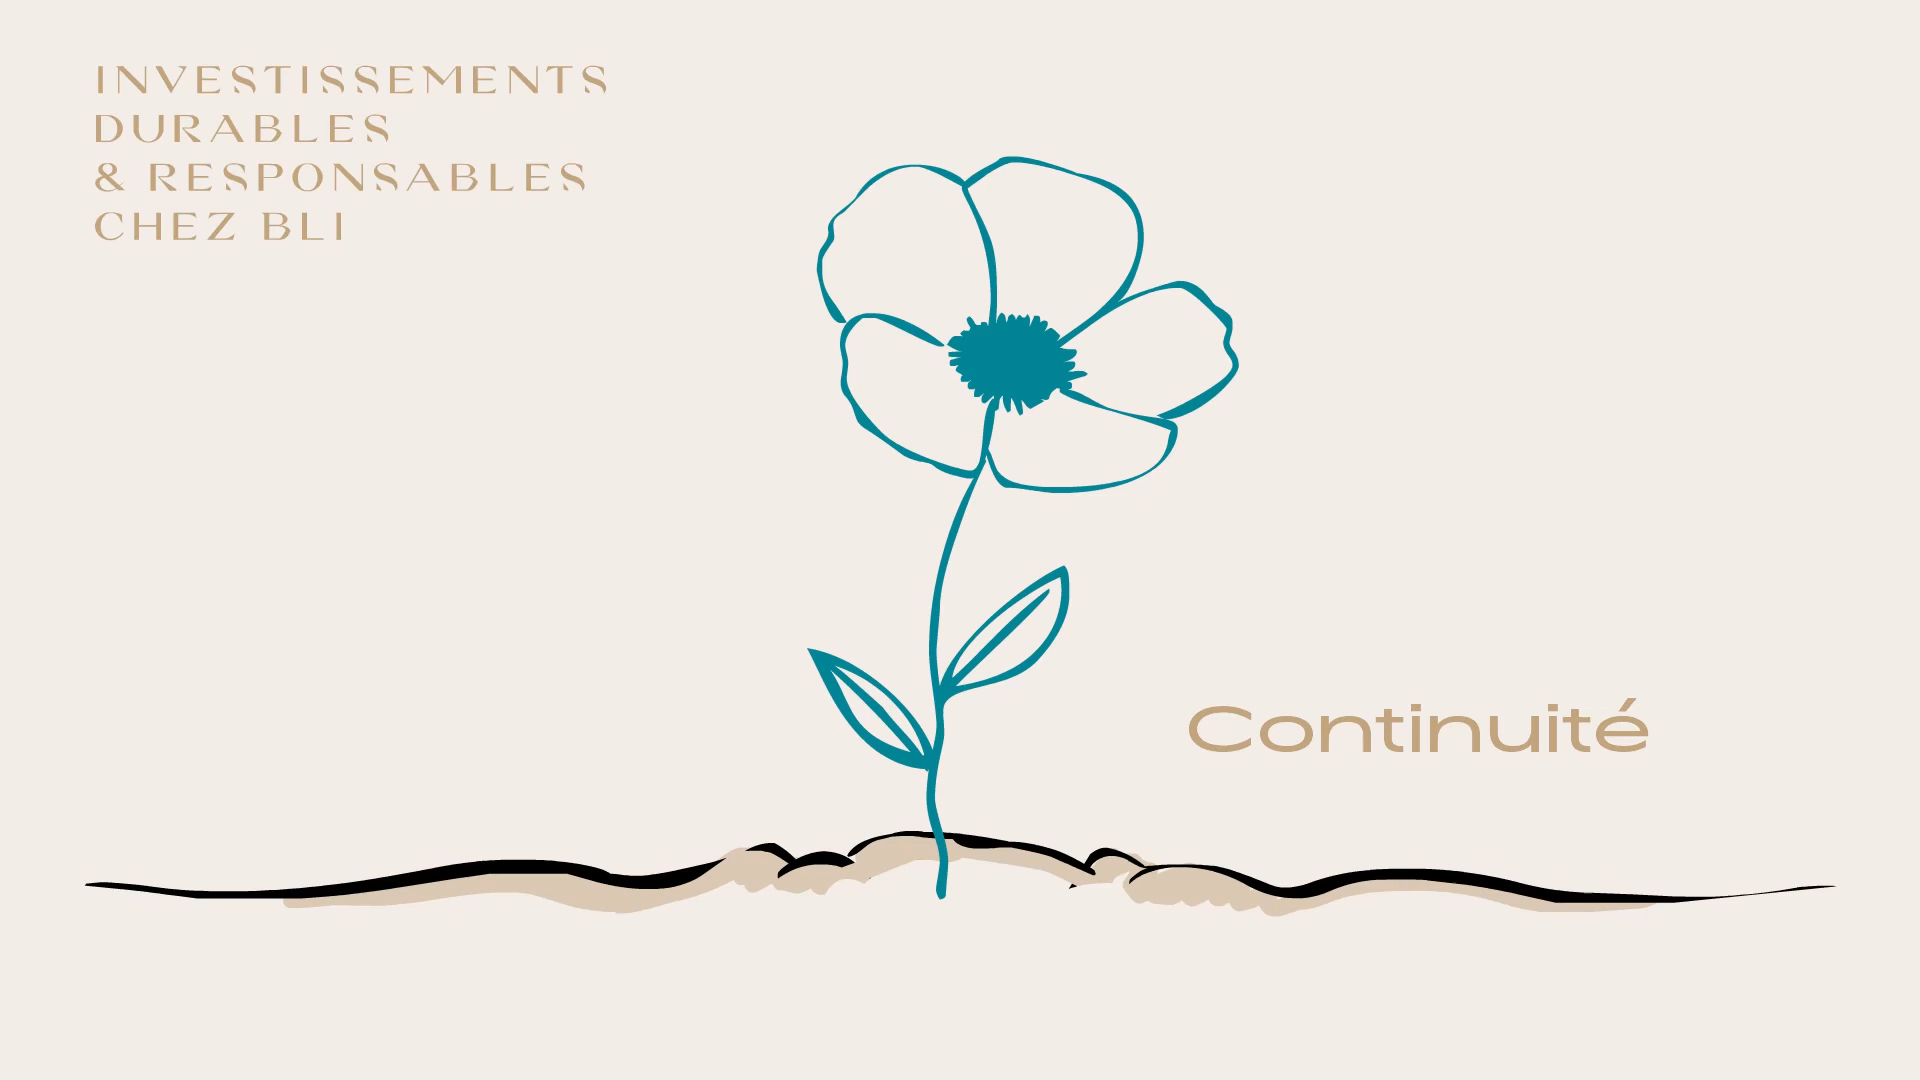 INVESTISSEMENTS
DURABLES
& RESPONSABLES
CHEZ BLI
Continuité